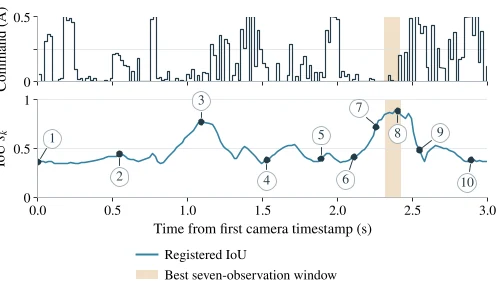 Command (A)
0.5
0
IoU sk
1
0.5
0
1
2
3
4
5
6
7
8
9
10
0.0 0.5 1.0 1.5 2.0 2.5 3.0
Time from first camera timestamp (s)
Registered IoU
Best seven-observation window